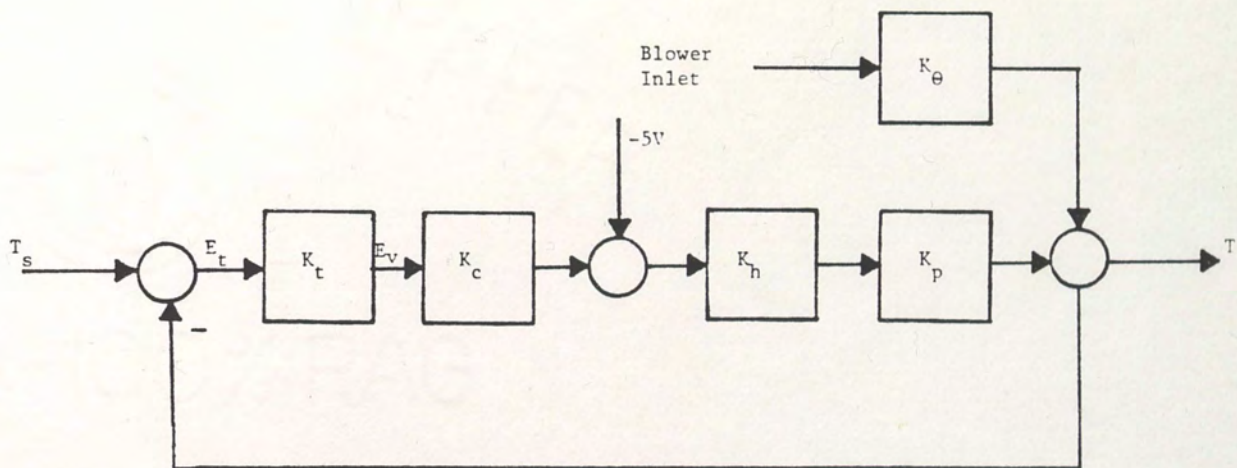 Blower
Inlet
K_θ
-5V
T_s
E_t
K_t
E_v
K_c
K_h
K_p
T
-